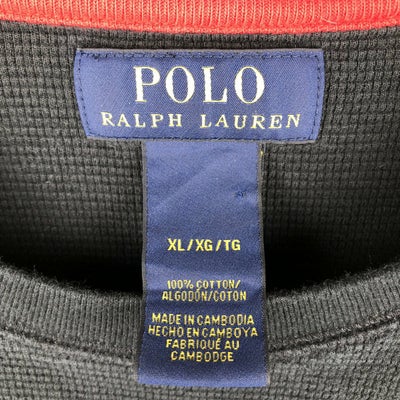 POLO
RALPH LAUREN
XL/XG/TG
100% COTTON/
ALGODÓN/COTON
MADE IN CAMBODIA
HECHO EN CAMBOYA
FABRIQUÉ AU
CAMBODGE